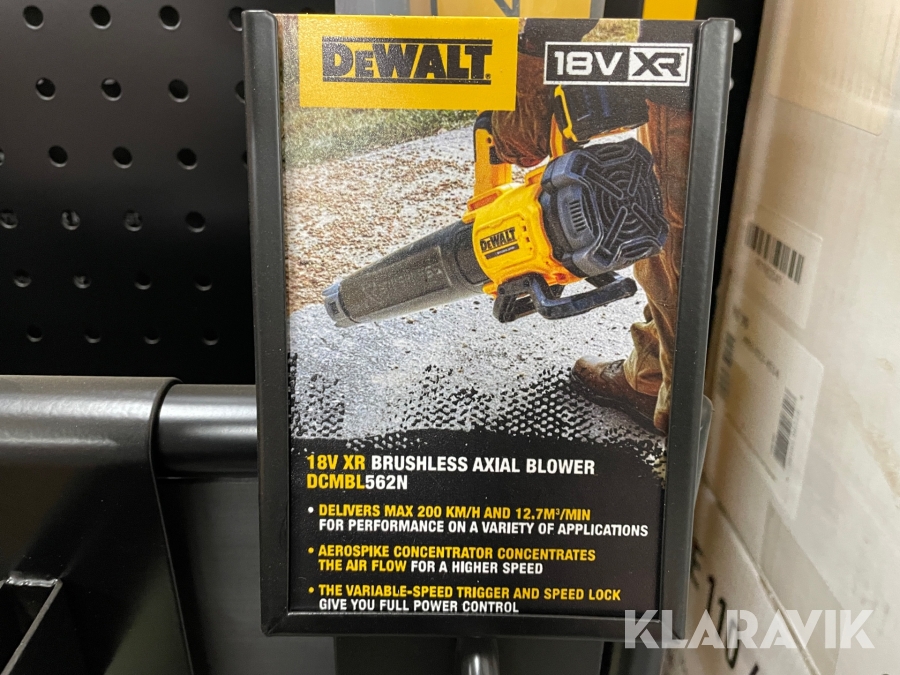 DEWALT
18V XR
DEWALT
18V XR BRUSHLESS AXIAL BLOWER
DCMBL562N
• DELIVERS MAX 200 KM/H AND 12.7M³/MIN
FOR PERFORMANCE ON A VARIETY OF APPLICATIONS
• AEROSPIKE CONCENTRATOR CONCENTRATES
THE AIR FLOW FOR A HIGHER SPEED
• THE VARIABLE-SPEED TRIGGER AND SPEED LOCK
GIVE YOU FULL POWER CONTROL
KLARAVIK